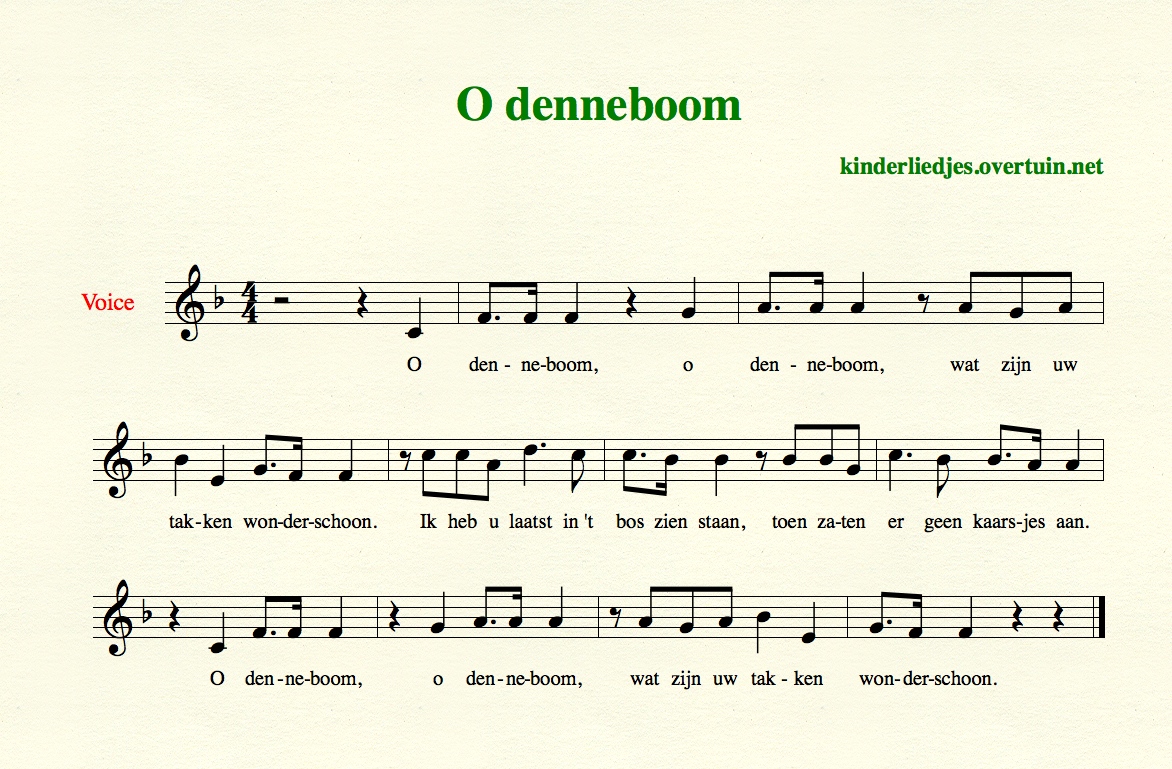 O denneboom
kinderliedjes.overtuin.net
Voice
4
4
O den - ne-boom, o den - ne-boom, wat zijn uw
tak-ken won-der-schoon. Ik heb u laatst in 't bos zien staan, toen za-ten er geen kaars-jes aan.
O den-ne-boom, o den-ne-boom, wat zijn uw tak - ken won-der-schoon.